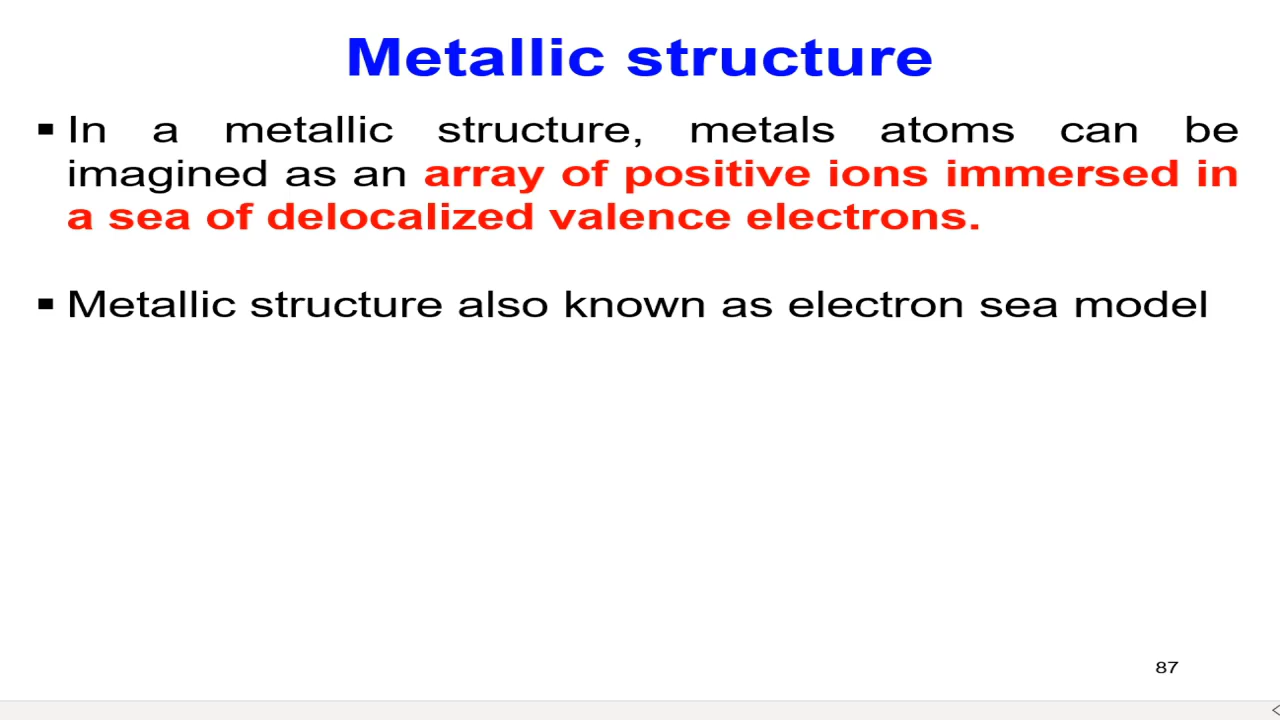 Metallic structure
▪ In a metallic structure, metals atoms can be
imagined as an array of positive ions immersed in
a sea of delocalized valence electrons.
▪ Metallic structure also known as electron sea model
87